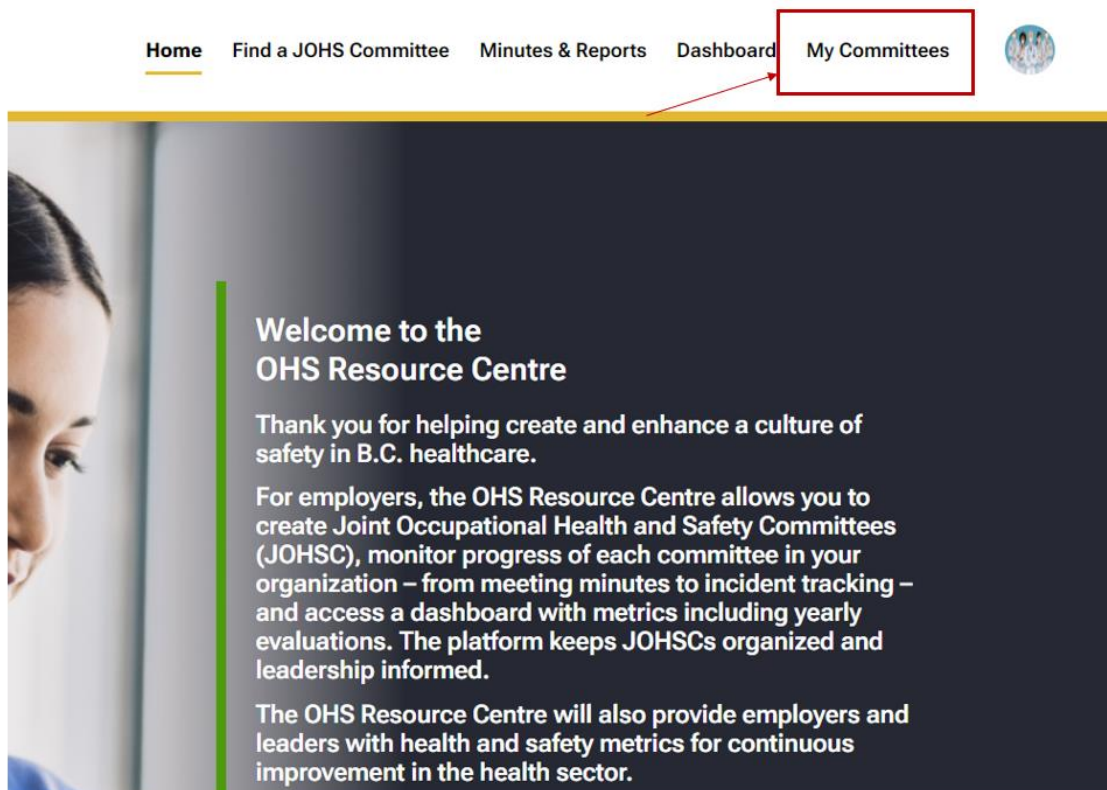 Home Find a JOHS Committee Minutes & Reports Dashboard My Committees
Welcome to the
OHS Resource Centre
Thank you for helping create and enhance a culture of
safety in B.C. healthcare.
For employers, the OHS Resource Centre allows you to
create Joint Occupational Health and Safety Committees
(JOHSC), monitor progress of each committee in your
organization – from meeting minutes to incident tracking –
and access a dashboard with metrics including yearly
evaluations. The platform keeps JOHSCs organized and
leadership informed.
The OHS Resource Centre will also provide employers and
leaders with health and safety metrics for continuous
improvement in the health sector.